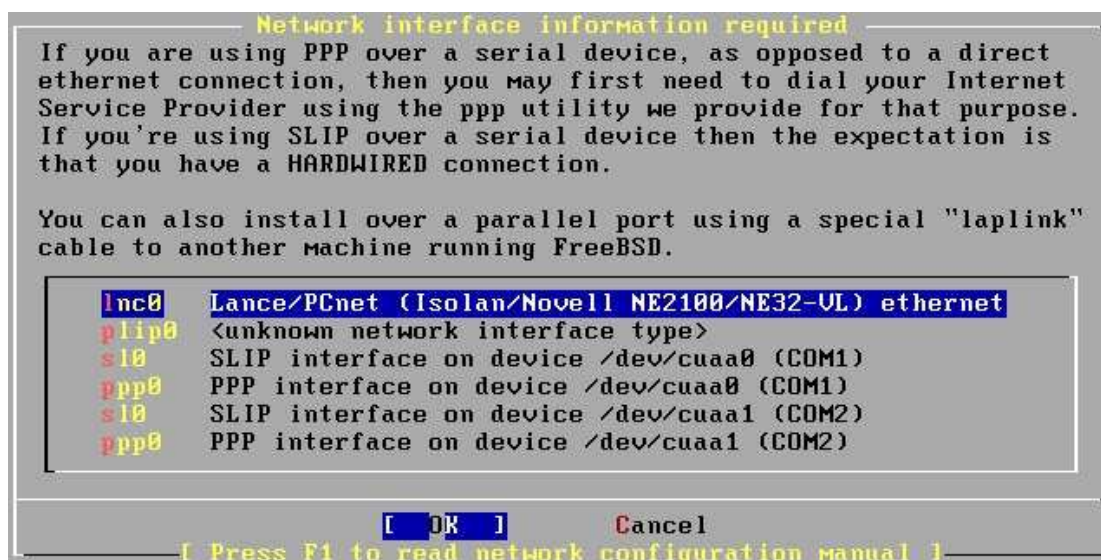 Network interface information required
If you are using PPP over a serial device, as opposed to a direct
ethernet connection, then you may first need to dial your Internet
Service Provider using the ppp utility we provide for that purpose.
If you're using SLIP over a serial device then the expectation is
that you have a HARDWIRED connection.
You can also install over a parallel port using a special "laplink"
cable to another machine running FreeBSD.
lnc0 Lance/PCnet (Isolan/Novell NE2100/NE32-VL) ethernet
plip0 <unknown network interface type>
sl0 SLIP interface on device /dev/cuaa0 (COM1)
ppp0 PPP interface on device /dev/cuaa0 (COM1)
sl0 SLIP interface on device /dev/cuaa1 (COM2)
ppp0 PPP interface on device /dev/cuaa1 (COM2)
[ OK ] Cancel
[ Press F1 to read network configuration manual ]